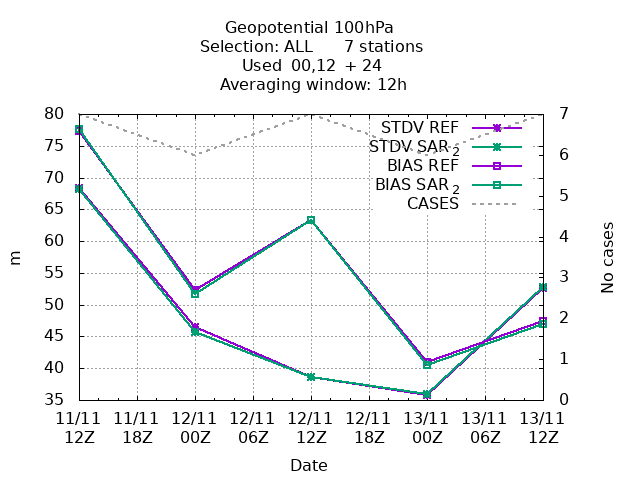 Geopotential 100hPa
Selection: ALL 7 stations
Used 00,12 + 24
Averaging window: 12h
80
75
70
65
60
55
50
45
40
35
m
7
6
5
4
3
2
1
0
No cases
STDV REF
STDV SAR 2
BIAS REF
BIAS SAR 2
CASES
11/11 11/11 12/11 12/11 12/11 12/11 13/11 13/11 13/11
12Z 18Z 00Z 06Z 12Z 18Z 00Z 06Z 12Z
Date